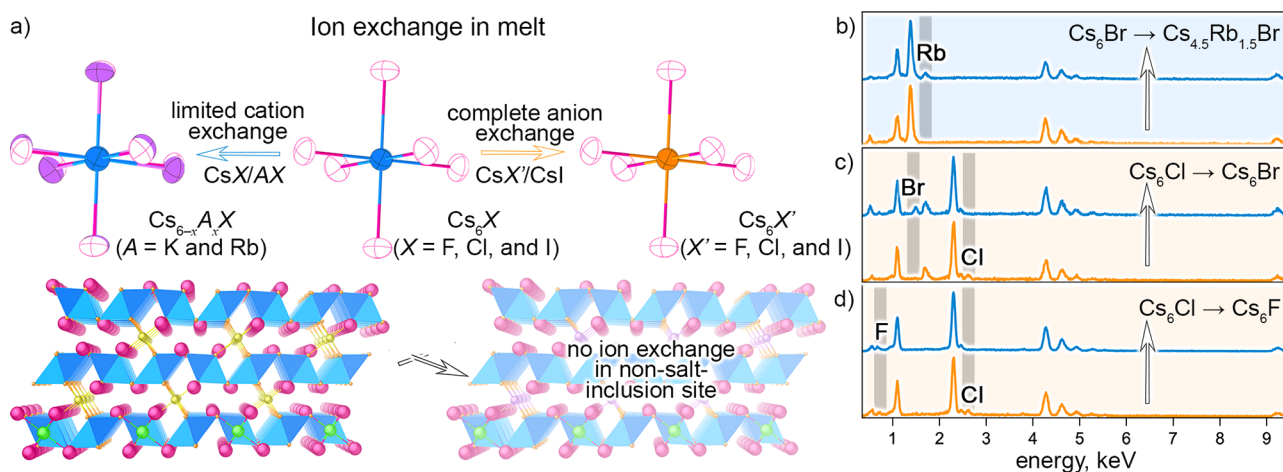 a)
Ion exchange in melt
limited cation
exchange
CsX/AX
complete anion
exchange
CsX'/CsI
Cs₆₋ₓAₓX
(A = K and Rb)
Cs₆X
(X = F, Cl, and I)
Cs₆X'
(X' = F, Cl, and I)
no ion exchange
in non-salt-
inclusion site
b)
Rb
Cs₆Br → Cs₄.₅Rb₁.₅Br
c)
Br
Cl
Cs₆Cl → Cs₆Br
d)
F
Cl
Cs₆Cl → Cs₆F
1 2 3 4 5 6 7 8 9
energy, keV